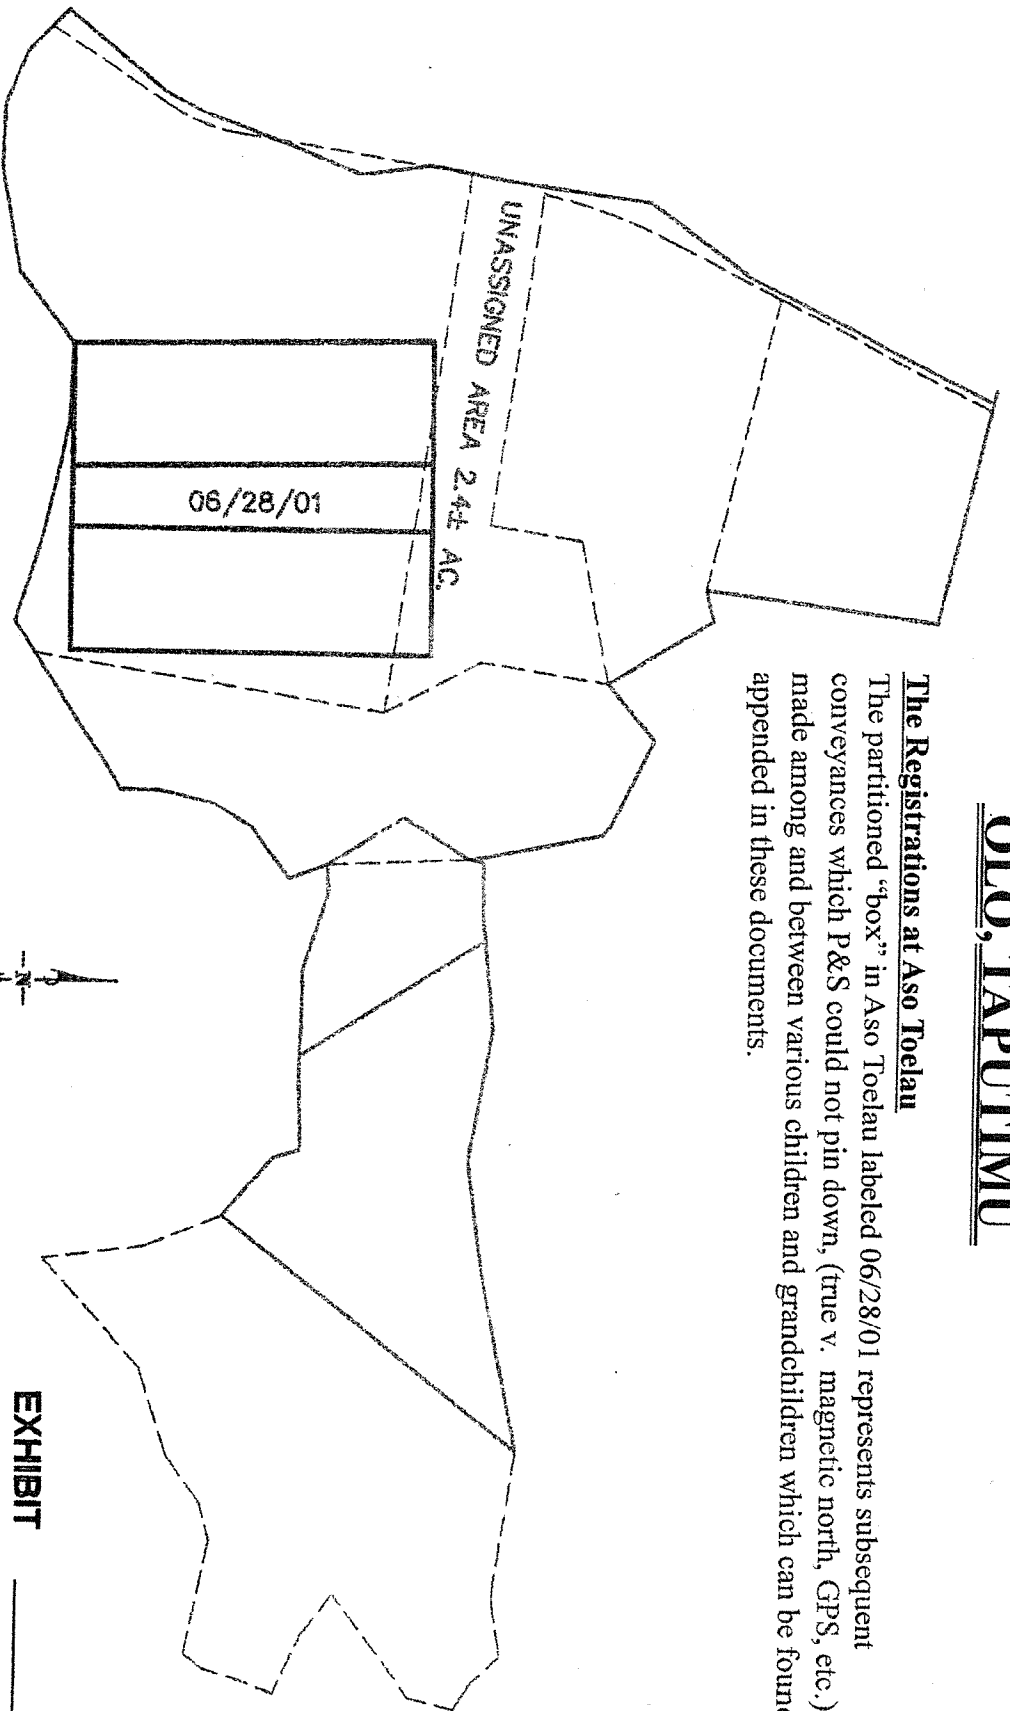 OLO, TAPUTIMU
The Registrations at Aso Toelau
The partitioned “box” in Aso Toelau labeled 06/28/01 represents subsequent
conveyances which P&S could not pin down, (true v. magnetic north, GPS, etc.)
made among and between various children and grandchildren which can be found
appended in these documents.
UNASSIGNED AREA 2.4± AC.
06/28/01
-N-
EXHIBIT